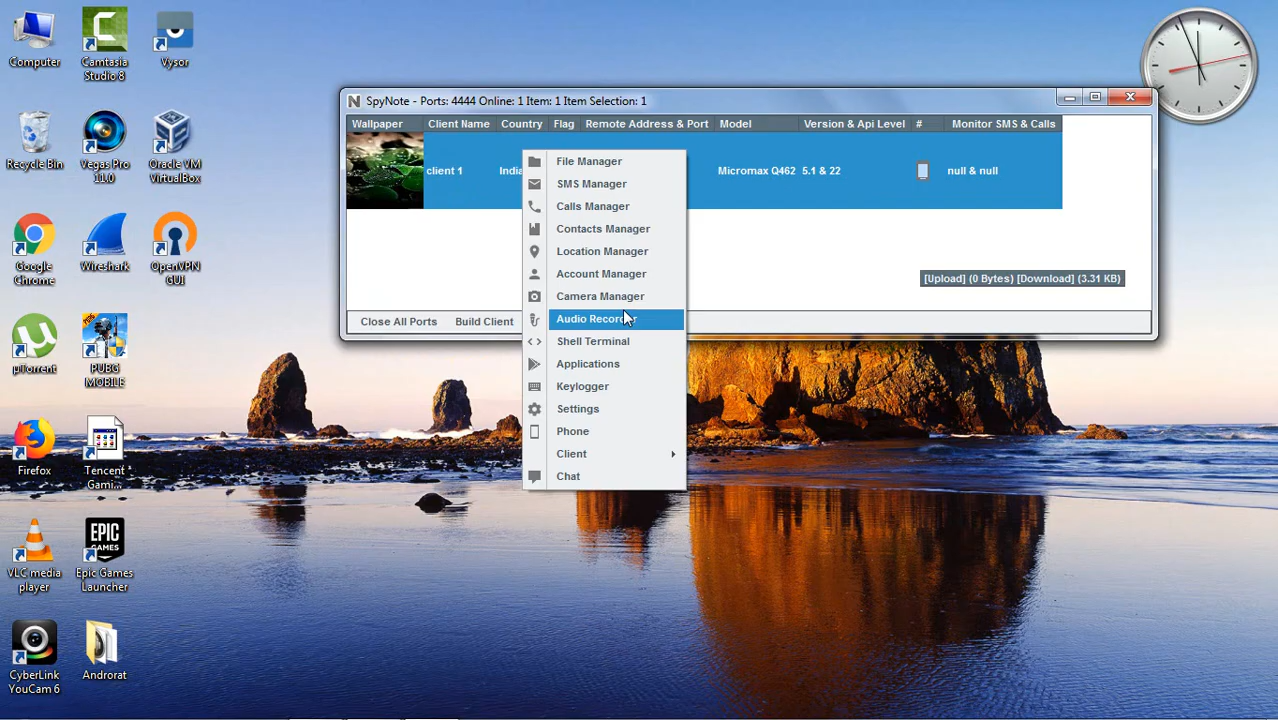 Computer
Camtasia
Studio 8
Vysor
Recycle Bin
Vegas Pro
11.0
Oracle VM
VirtualBox
Google
Chrome
Wireshark
OpenVPN
GUI
µTorrent
PUBG
MOBILE
Firefox
Tencent
Gami...
VLC media
player
EPIC
GAMES
Epic Games
Launcher
CyberLink
YouCam 6
Androrat
SpyNote - Ports: 4444 Online: 1 Item: 1 Item Selection: 1
Wallpaper Client Name Country Flag Remote Address & Port Model Version & Api Level # Monitor SMS & Calls
client 1 India Micromax Q462 5.1 & 22 null & null
[Upload] (0 Bytes) [Download] (3.31 KB)
Close All Ports Build Client
File Manager
SMS Manager
Calls Manager
Contacts Manager
Location Manager
Account Manager
Camera Manager
Audio Recorder
Shell Terminal
Applications
Keylogger
Settings
Phone
Client
Chat